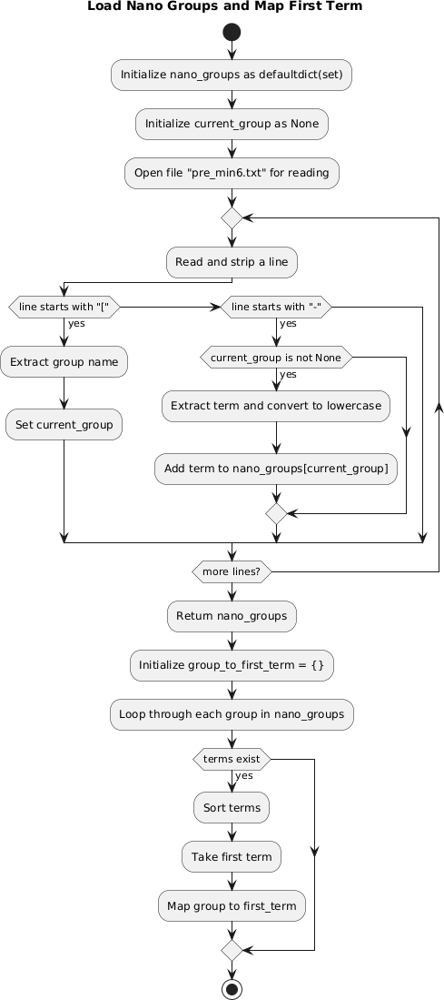 Load Nano Groups and Map First Term
Initialize nano_groups as defaultdict(set)
Initialize current_group as None
Open file "pre_min6.txt" for reading
Read and strip a line
line starts with "["
yes
Extract group name
Set current_group
line starts with "-"
yes
current_group is not None
yes
Extract term and convert to lowercase
Add term to nano_groups[current_group]
more lines?
Return nano_groups
Initialize group_to_first_term = {}
Loop through each group in nano_groups
terms exist
yes
Sort terms
Take first term
Map group to first_term